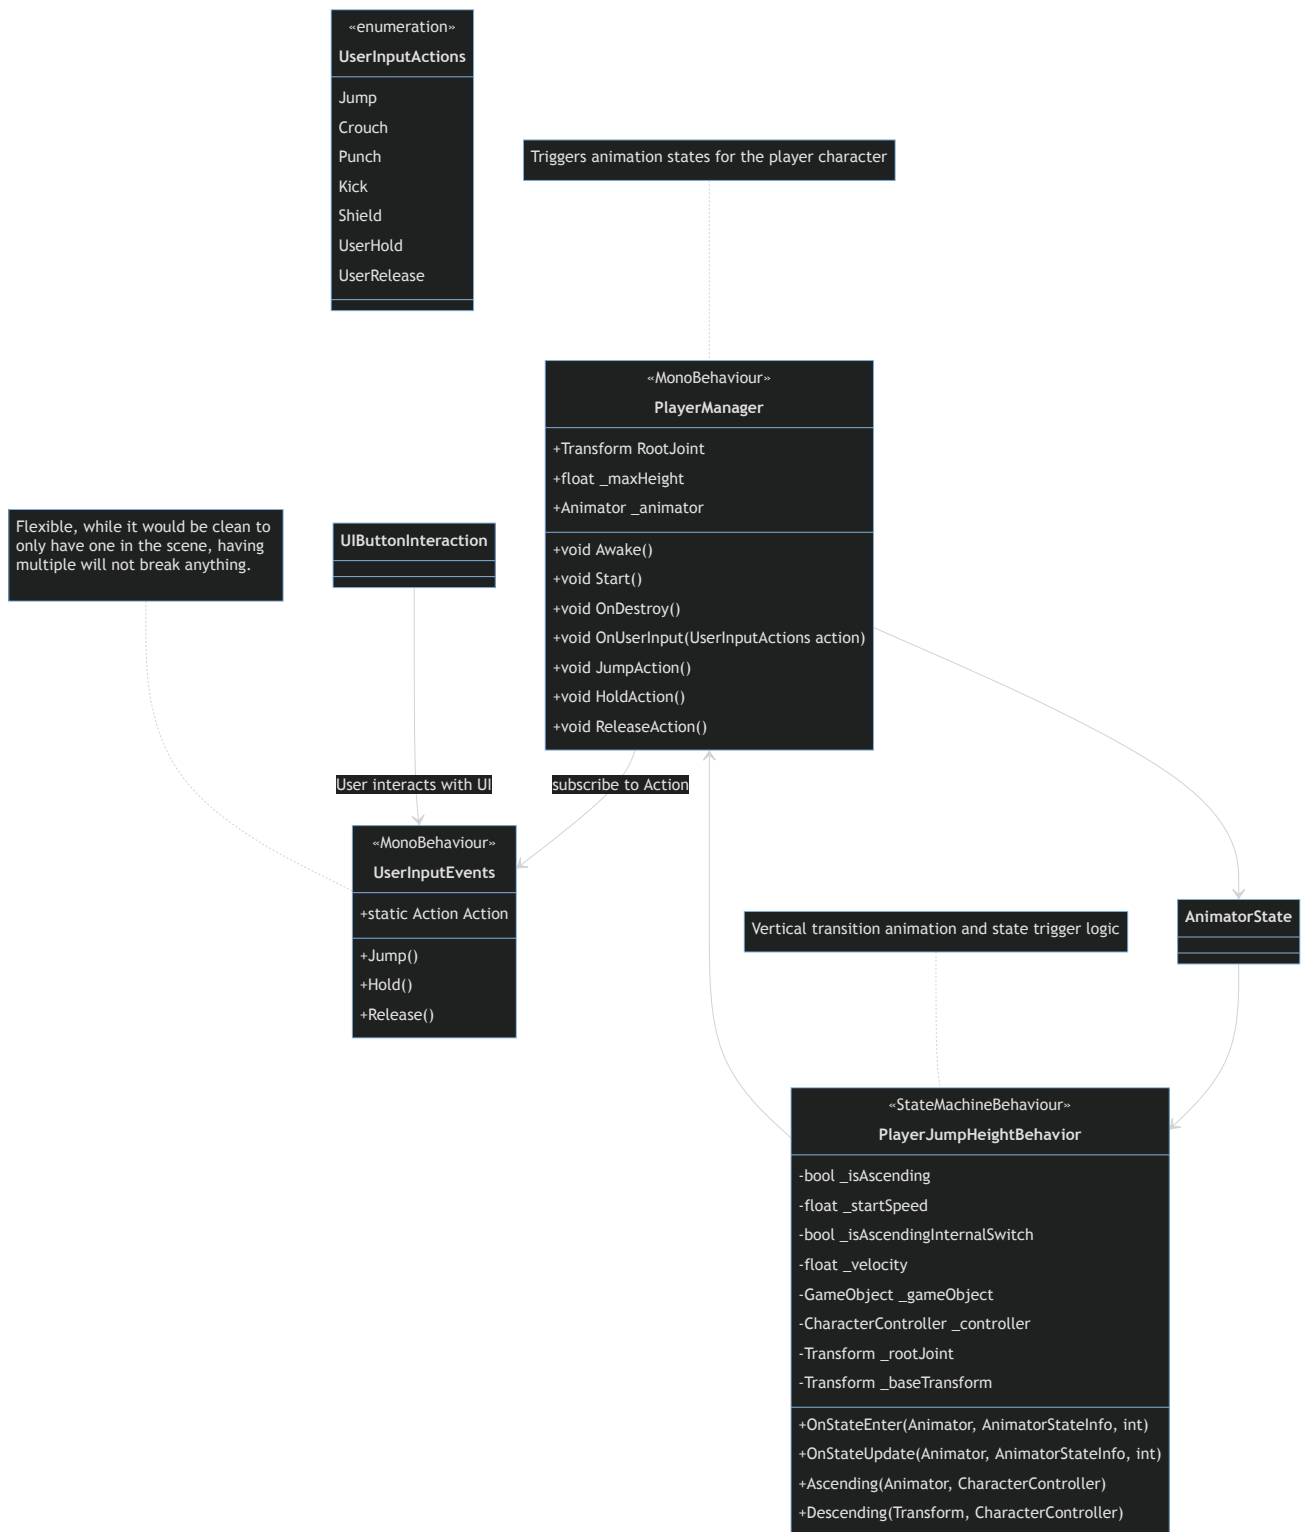 «enumeration»
UserInputActions
Jump
Crouch
Punch
Kick
Shield
UserHold
UserRelease
Triggers animation states for the player character
«MonoBehaviour»
PlayerManager
+Transform RootJoint
+float _maxHeight
+Animator _animator
+void Awake()
+void Start()
+void OnDestroy()
+void OnUserInput(UserInputActions action)
+void JumpAction()
+void HoldAction()
+void ReleaseAction()
Flexible, while it would be clean to
only have one in the scene, having
multiple will not break anything.
UIButtonInteraction
User interacts with UI
subscribe to Action
«MonoBehaviour»
UserInputEvents
+static Action Action
+Jump()
+Hold()
+Release()
Vertical transition animation and state trigger logic
AnimatorState
«StateMachineBehaviour»
PlayerJumpHeightBehavior
-bool _isAscending
-float _startSpeed
-bool _isAscendingInternalSwitch
-float _velocity
-GameObject _gameObject
-CharacterController _controller
-Transform _rootJoint
-Transform _baseTransform
+OnStateEnter(Animator, AnimatorStateInfo, int)
+OnStateUpdate(Animator, AnimatorStateInfo, int)
+Ascending(Animator, CharacterController)
+Descending(Transform, CharacterController)